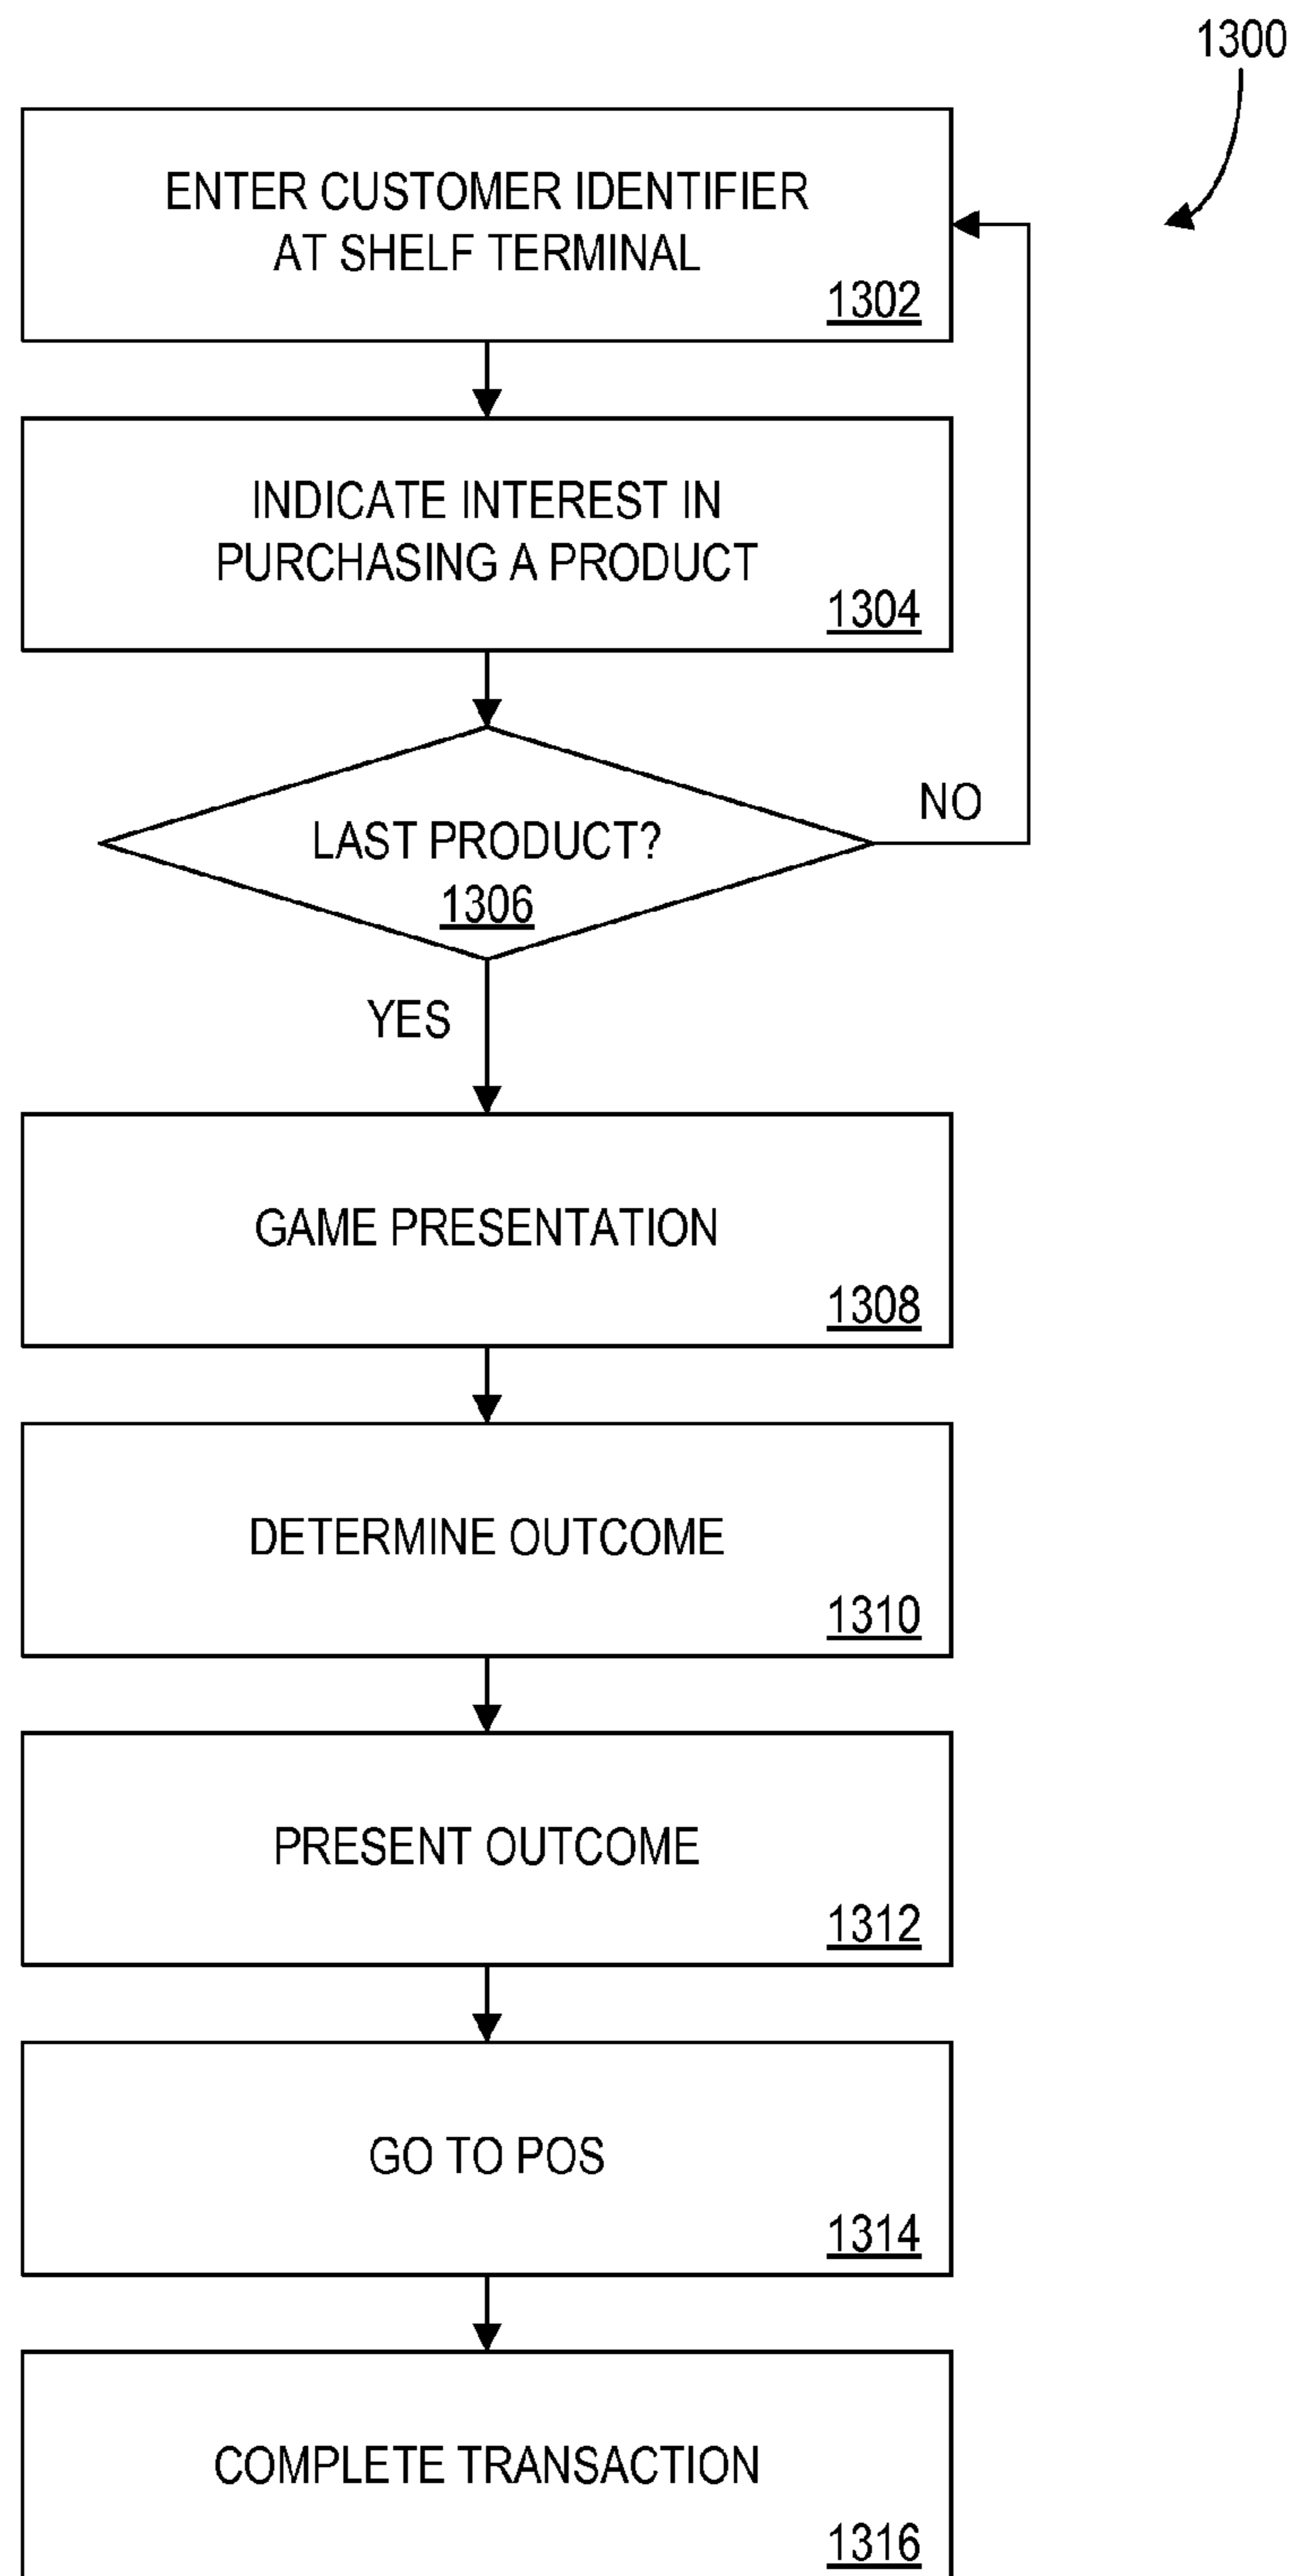 1300
ENTER CUSTOMER IDENTIFIER
AT SHELF TERMINAL
1302
INDICATE INTEREST IN
PURCHASING A PRODUCT
1304
LAST PRODUCT?
1306
NO
YES
GAME PRESENTATION
1308
DETERMINE OUTCOME
1310
PRESENT OUTCOME
1312
GO TO POS
1314
COMPLETE TRANSACTION
1316